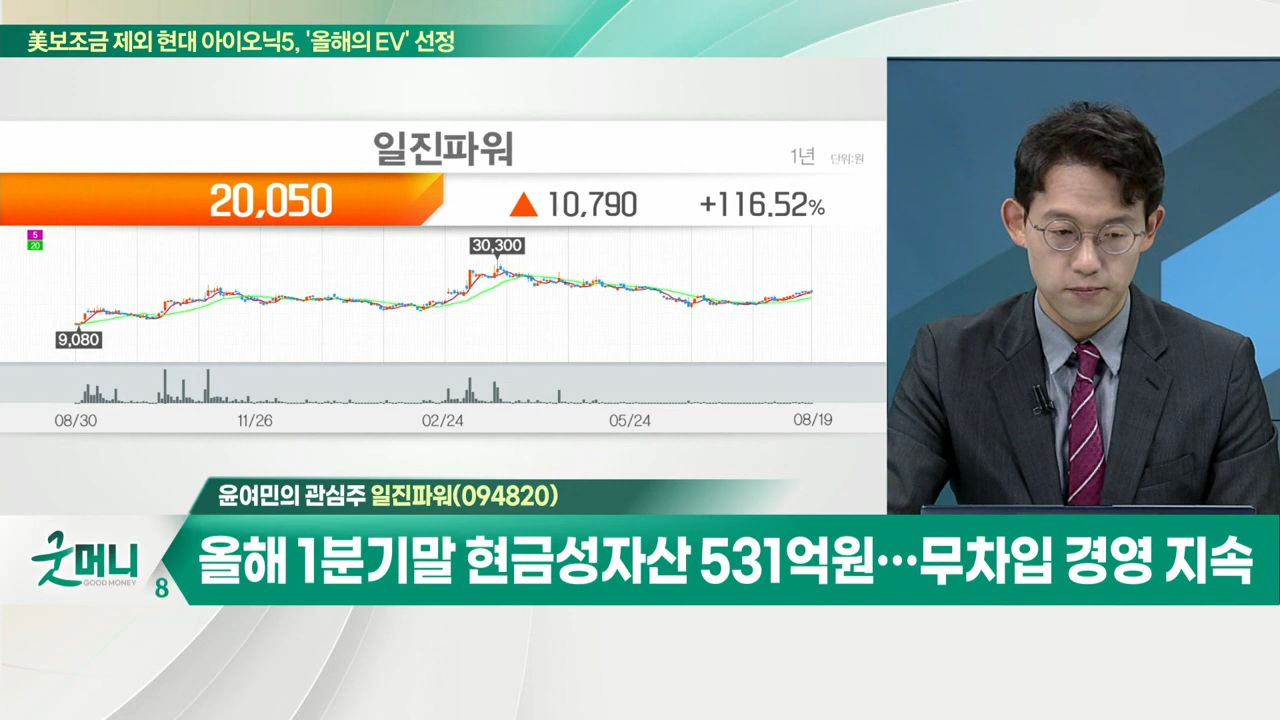 美보조금 제외 현대 아이오닉5, '올해의 EV' 선정
일진파워
1년 단위:원
20,050 ▲ 10,790 +116.52%
5
20
30,300
9,080
08/30 11/26 02/24 05/24 08/19
윤여민의 관심주 일진파워(094820)
올해 1분기말 현금성자산 531억원…무차입 경영 지속
굿머니
GOOD MONEY
8